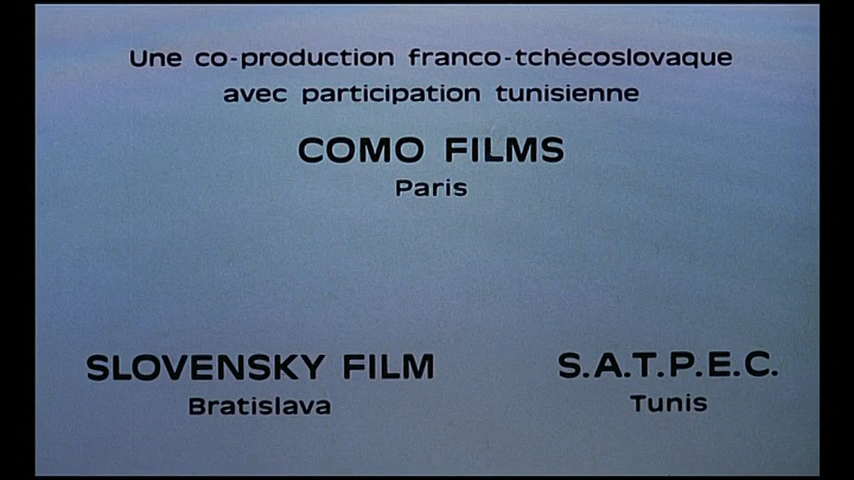 Une co-production franco-tchécoslovaque
avec participation tunisienne
COMO FILMS
Paris
SLOVENSKY FILM
Bratislava
S.A.T.P.E.C.
Tunis